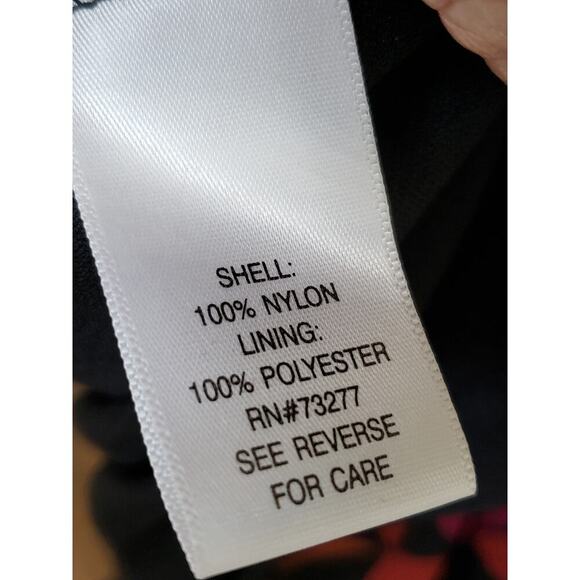 SHELL:
100% NYLON
LINING:
100% POLYESTER
RN#73277
SEE REVERSE
FOR CARE